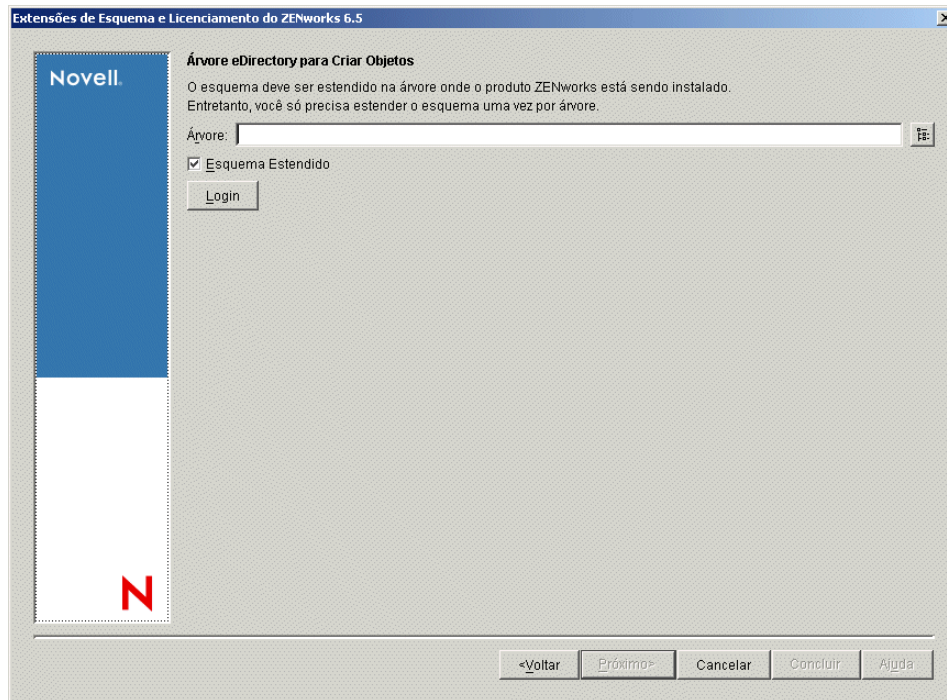 Extensões de Esquema e Licenciamento do ZENworks 6.5
Novell.
Árvore eDirectory para Criar Objetos
O esquema deve ser estendido na árvore onde o produto ZENworks está sendo instalado.
Entretanto, você só precisa estender o esquema uma vez por árvore.
Árvore:
Esquema Estendido
Login
N
<Voltar Próximo> Cancelar Concluir Ajuda